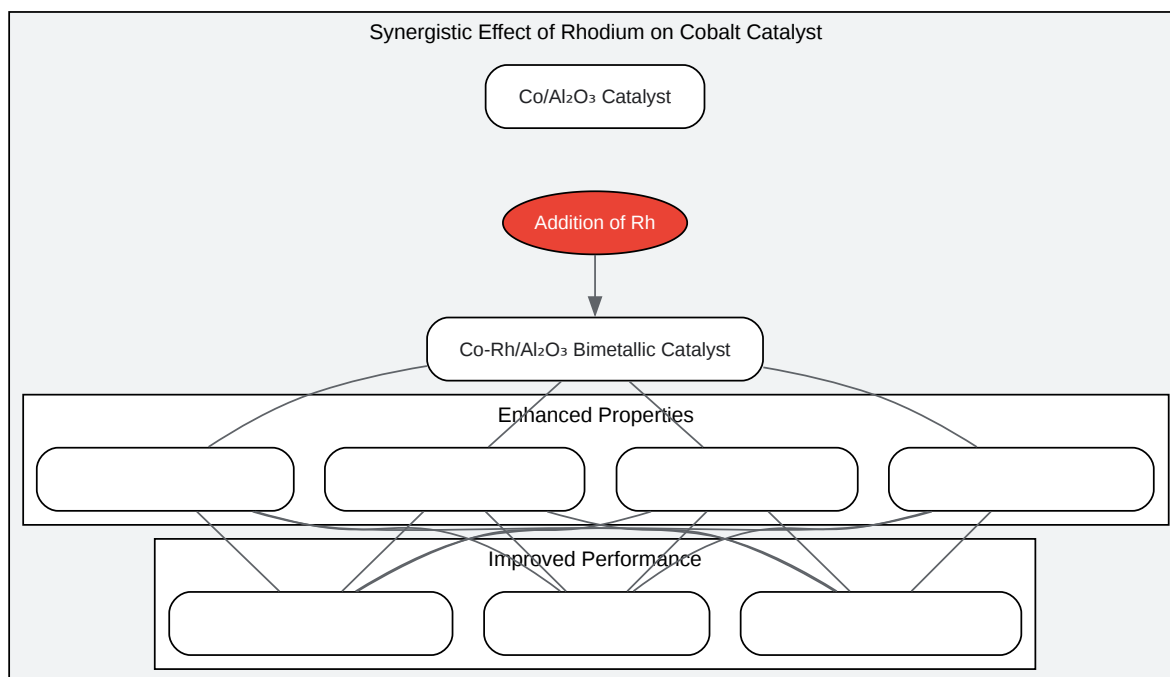 Synergistic Effect of Rhodium on Cobalt Catalyst
Co/Al₂O₃ Catalyst
Addition of Rh
Co-Rh/Al₂O₃ Bimetallic Catalyst
Enhanced Properties
Improved Performance